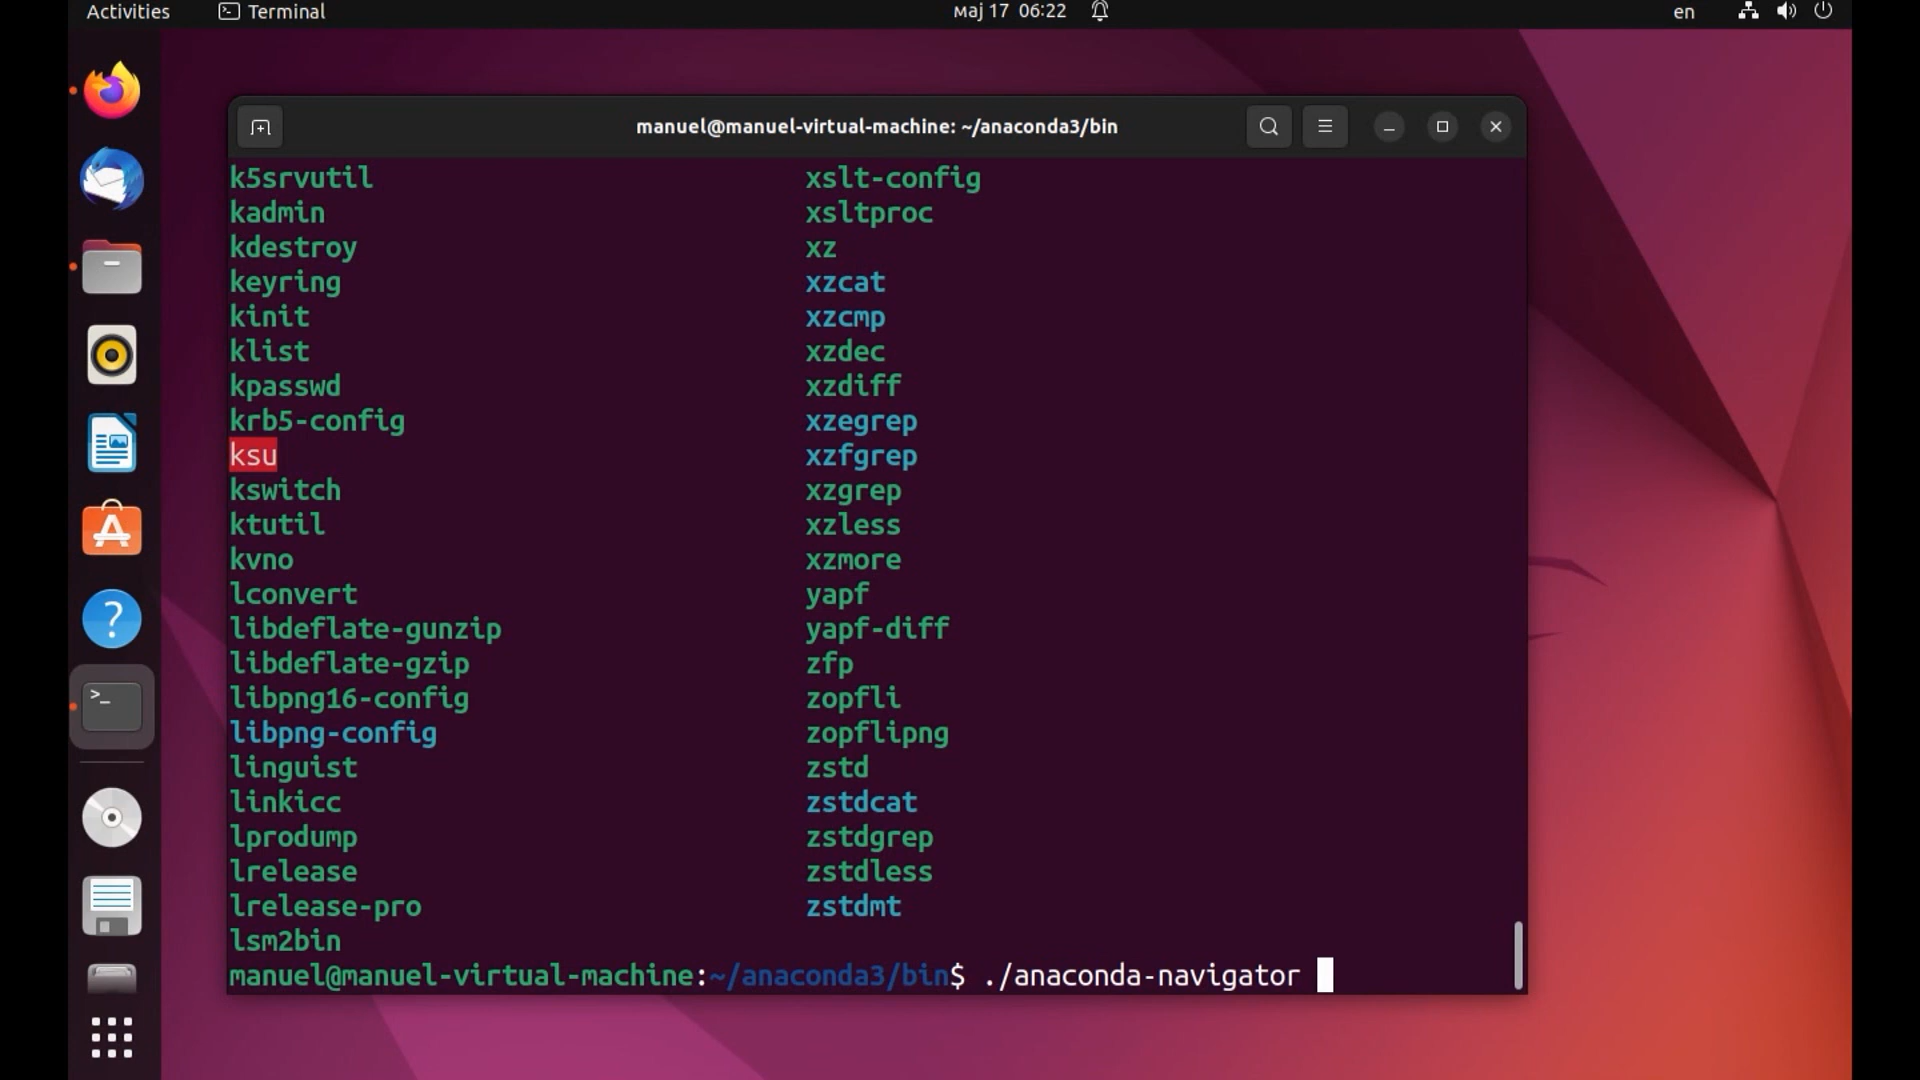 Activities Terminal мај 17 06:22 en
manuel@manuel-virtual-machine: ~/anaconda3/bin
k5srvutil xslt-config
kadmin xsltproc
kdestroy xz
keyring xzcat
kinit xzcmp
klist xzdec
kpasswd xzdiff
krb5-config xzegrep
ksu xzfgrep
kswitch xzgrep
ktutil xzless
kvno xzmore
lconvert yapf
libdeflate-gunzip yapf-diff
libdeflate-gzip zfp
libpng16-config zopfli
libpng-config zopflipng
linguist zstd
linkicc zstdcat
lprodump zstdgrep
lrelease zstdless
lrelease-pro zstdmt
lsm2bin
manuel@manuel-virtual-machine:~/anaconda3/bin$ ./anaconda-navigator